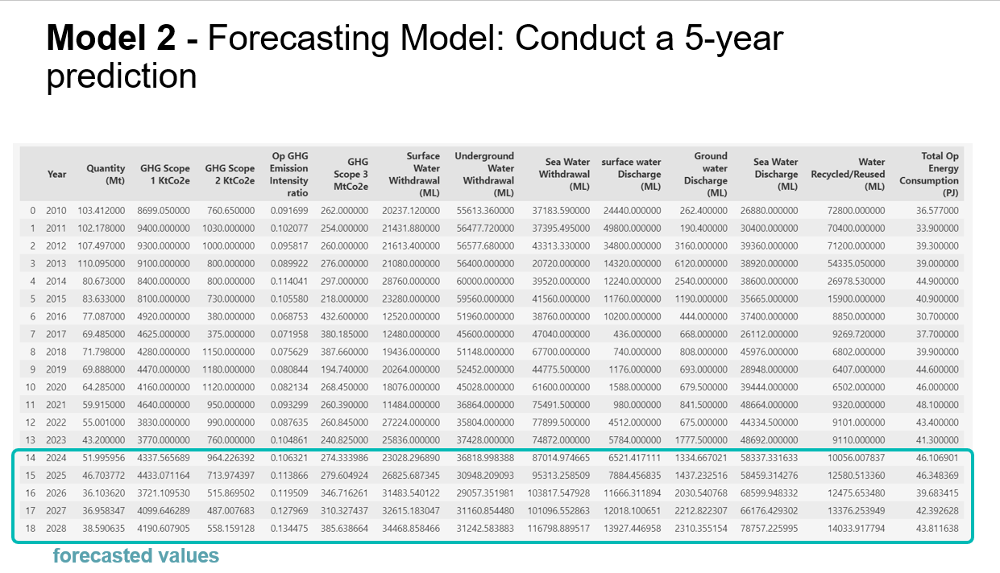 Model 2 - Forecasting Model: Conduct a 5-year
prediction
Year Quantity (Mt) GHG Scope 1 KtCo2e GHG Scope 2 KtCo2e Op GHG Emission Intensity ratio GHG Scope 3 MtCo2e Surface Water Withdrawal (ML) Underground Water Withdrawal (ML) Sea Water Withdrawal (ML) surface water Discharge (ML) Ground water Discharge (ML) Sea Water Discharge (ML) Water Recycled/Reused (ML) Total Op Energy Consumption (PJ)
0 2010 103.412000 8699.050000 760.650000 0.091699 262.000000 20237.120000 55613.360000 37183.590000 24440.000000 262.400000 26880.000000 72800.000000 36.577000
1 2011 102.178000 9400.000000 1030.000000 0.102077 254.000000 21431.880000 56477.720000 37395.495000 49800.000000 190.400000 30400.000000 70400.000000 33.900000
2 2012 107.497000 9300.000000 1000.000000 0.095817 260.000000 21613.400000 56577.680000 43313.330000 34800.000000 3160.000000 39360.000000 71200.000000 39.300000
3 2013 110.095000 9100.000000 800.000000 0.089922 276.000000 21080.000000 56400.000000 20720.000000 14320.000000 6120.000000 38920.000000 54335.050000 39.000000
4 2014 80.673000 8400.000000 800.000000 0.114041 297.000000 28760.000000 60000.000000 39520.000000 12240.000000 2540.000000 38600.000000 26978.530000 44.900000
5 2015 83.633000 8100.000000 730.000000 0.105580 218.000000 23280.000000 59560.000000 41560.000000 11760.000000 1190.000000 35665.000000 15900.000000 40.900000
6 2016 77.087000 4920.000000 380.000000 0.068753 432.600000 12520.000000 51960.000000 38760.000000 10200.000000 444.000000 37400.000000 8850.000000 30.700000
7 2017 69.485000 4625.000000 375.000000 0.071958 380.185000 12480.000000 45600.000000 47040.000000 436.000000 668.000000 26112.000000 9269.720000 37.700000
8 2018 71.798000 4280.000000 1150.000000 0.075629 387.660000 19436.000000 51148.000000 67700.000000 740.000000 808.000000 45976.000000 6802.000000 39.900000
9 2019 69.888000 4470.000000 1180.000000 0.080844 194.740000 20264.000000 52452.000000 44775.500000 1176.000000 693.000000 28948.000000 6407.000000 44.600000
10 2020 64.285000 4160.000000 1120.000000 0.082134 268.450000 18076.000000 45028.000000 61600.000000 1588.000000 679.500000 39444.000000 6502.000000 46.000000
11 2021 59.915000 4640.000000 950.000000 0.093299 260.390000 11484.000000 36864.000000 75491.500000 980.000000 841.500000 48664.000000 9320.000000 48.100000
12 2022 55.001000 3830.000000 990.000000 0.087635 260.845000 27224.000000 35804.000000 77899.500000 4512.000000 675.000000 44334.500000 9101.000000 43.400000
13 2023 43.200000 3770.000000 760.000000 0.104861 240.825000 25836.000000 37428.000000 74872.000000 5784.000000 1777.500000 48692.000000 9110.000000 41.300000
14 2024 51.995956 4337.565689 964.226392 0.106321 274.333986 23028.296890 36818.998388 87014.974665 6521.417111 1334.667021 58337.331633 10056.007837 46.106901
15 2025 46.703772 4433.071164 713.974397 0.113866 279.604924 26825.687345 30948.209093 95313.258509 7884.456835 1437.232516 58459.314276 12580.513360 46.348369
16 2026 36.103620 3721.109530 515.869502 0.119509 346.716261 31483.540122 29057.351981 103817.547928 11666.311894 2030.540768 68599.948332 12475.653480 39.683415
17 2027 36.958347 4099.646289 487.007683 0.127969 310.327437 32615.183047 31160.854480 101096.552863 12018.100651 2212.822307 66176.429302 13376.253949 42.392628
18 2028 38.590635 4190.607905 558.159128 0.134475 385.638664 34468.858466 31242.583883 116798.889517 13927.446958 2310.355154 78757.225995 14033.917794 43.811638
forecasted values